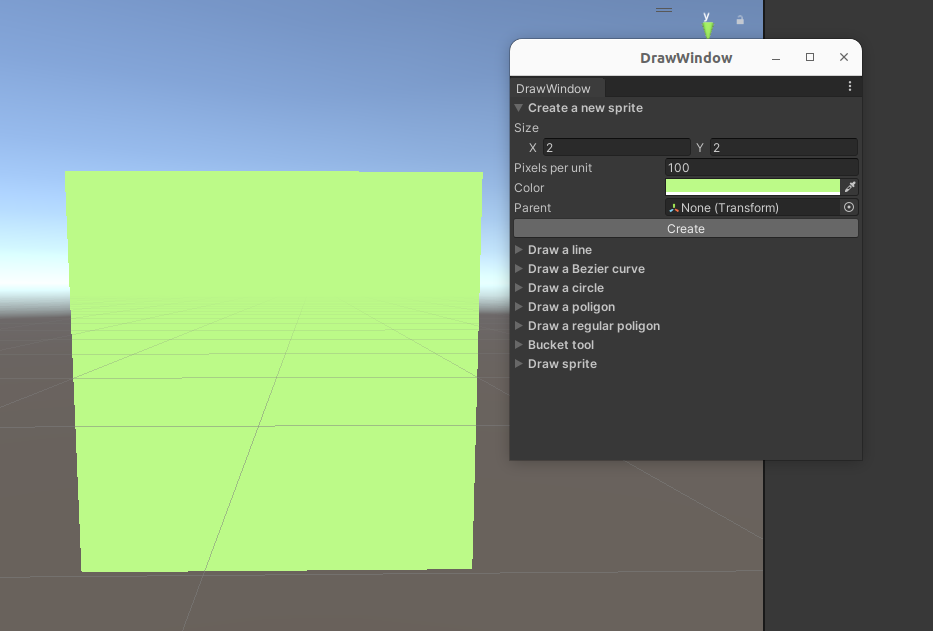 y
DrawWindow
DrawWindow
Create a new sprite
Size
X 2 Y 2
Pixels per unit 100
Color
Parent None (Transform)
Create
Draw a line
Draw a Bezier curve
Draw a circle
Draw a poligon
Draw a regular poligon
Bucket tool
Draw sprite